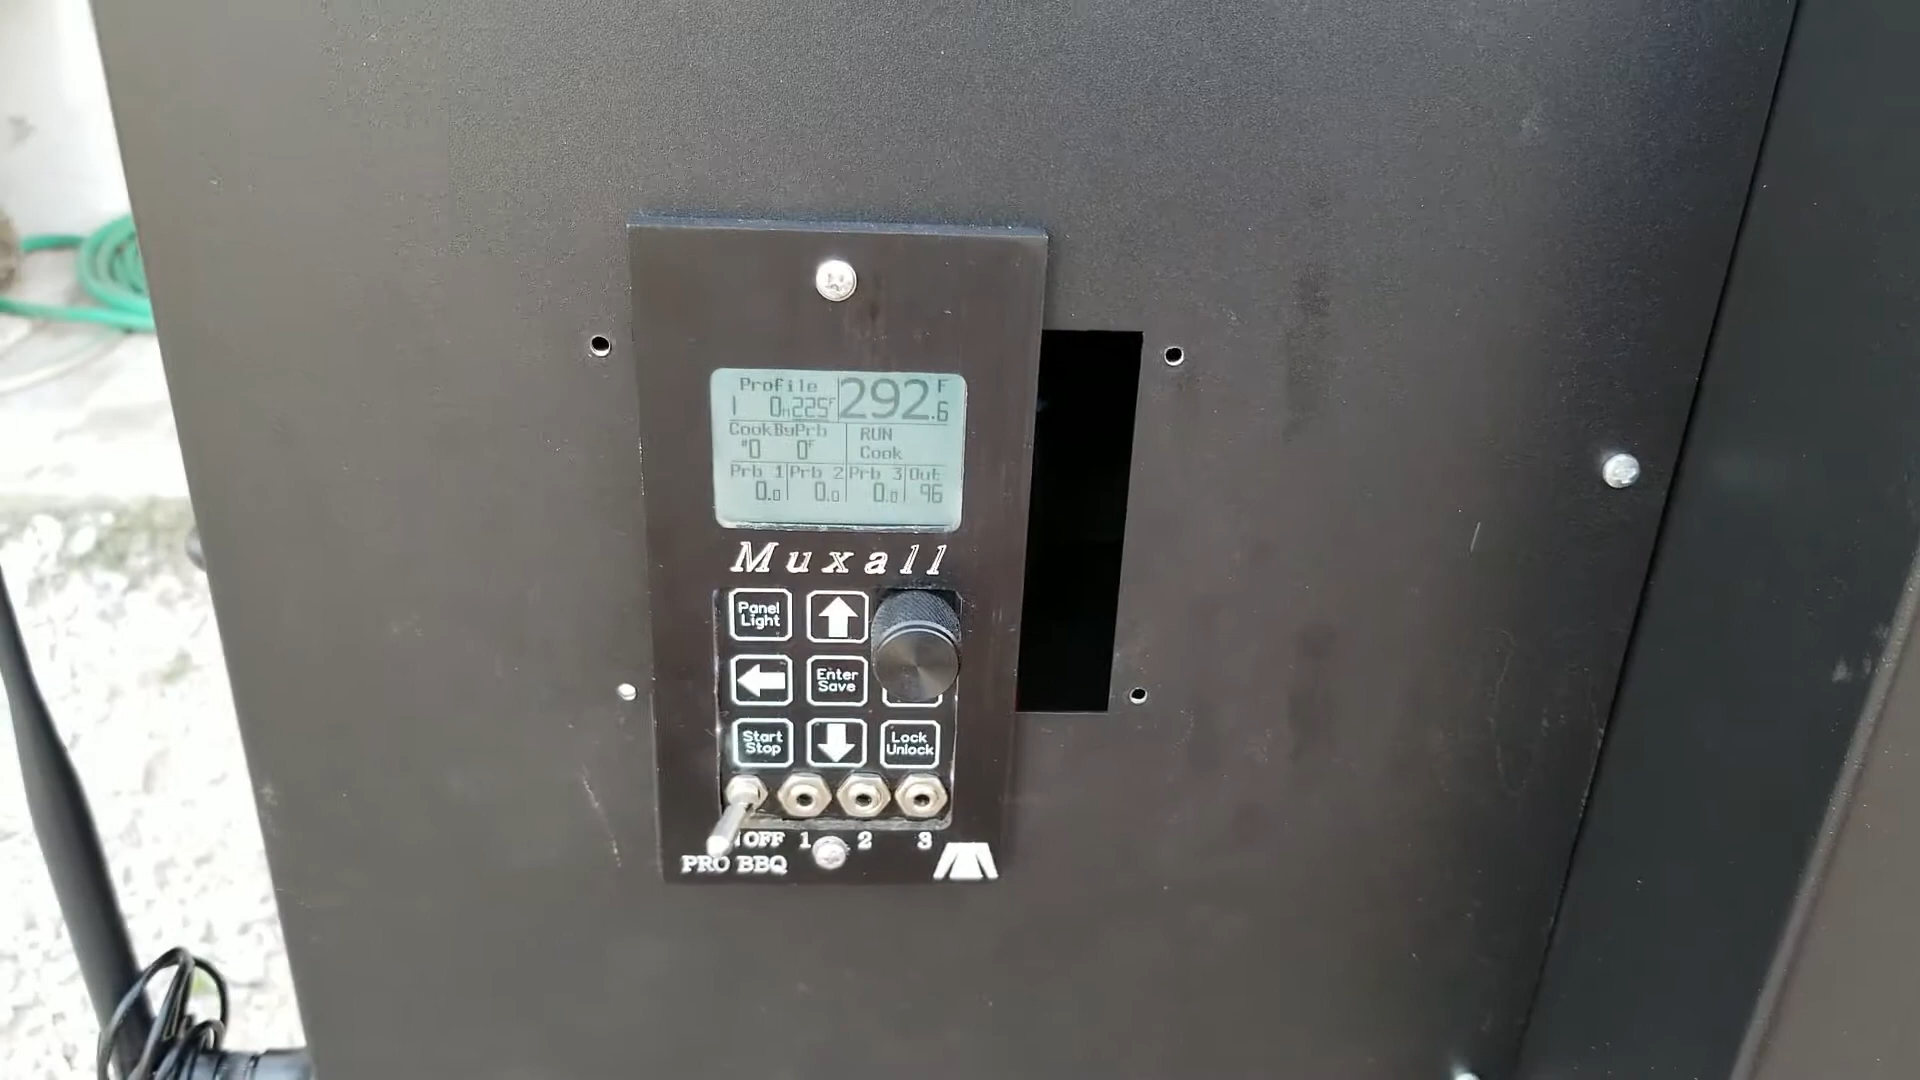 Profile
1 0H225F
292.6 F
CookByPrb
#0 0F
RUN
Cook
Prb 1 Prb 2 Prb 3 Out
0.0 0.0 0.0 96
Muxall
Panel Light
Enter Save
Start Stop
Lock Unlock
OFF 1 2 3
PRO BBQ